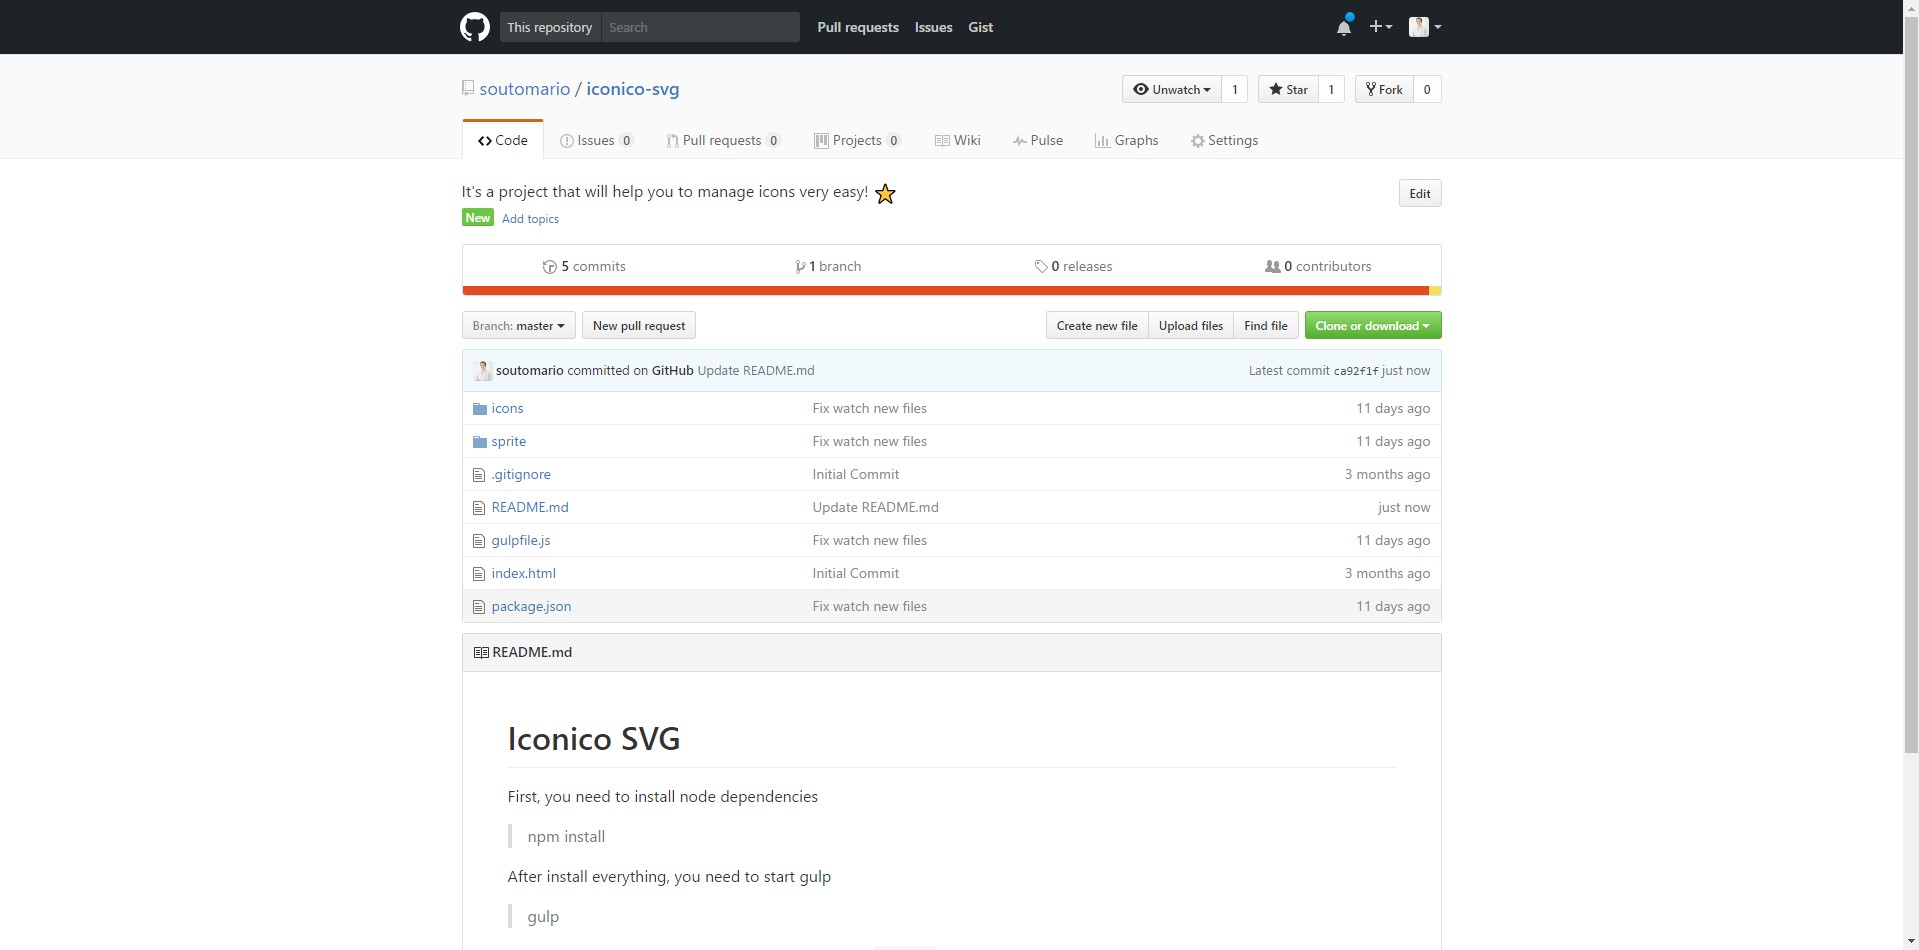 This repository Search Pull requests Issues Gist
soutomario / iconico-svg Unwatch 1 Star 1 Fork 0
Code Issues 0 Pull requests 0 Projects 0 Wiki Pulse Graphs Settings
It's a project that will help you to manage icons very easy! Edit
New Add topics
5 commits 1 branch 0 releases 0 contributors
Branch: master New pull request Create new file Upload files Find file Clone or download
soutomario committed on GitHub Update README.md Latest commit ca92f1f just now
icons Fix watch new files 11 days ago
sprite Fix watch new files 11 days ago
.gitignore Initial Commit 3 months ago
README.md Update README.md just now
gulpfile.js Fix watch new files 11 days ago
index.html Initial Commit 3 months ago
package.json Fix watch new files 11 days ago
README.md
Iconico SVG
First, you need to install node dependencies
npm install
After install everything, you need to start gulp
gulp